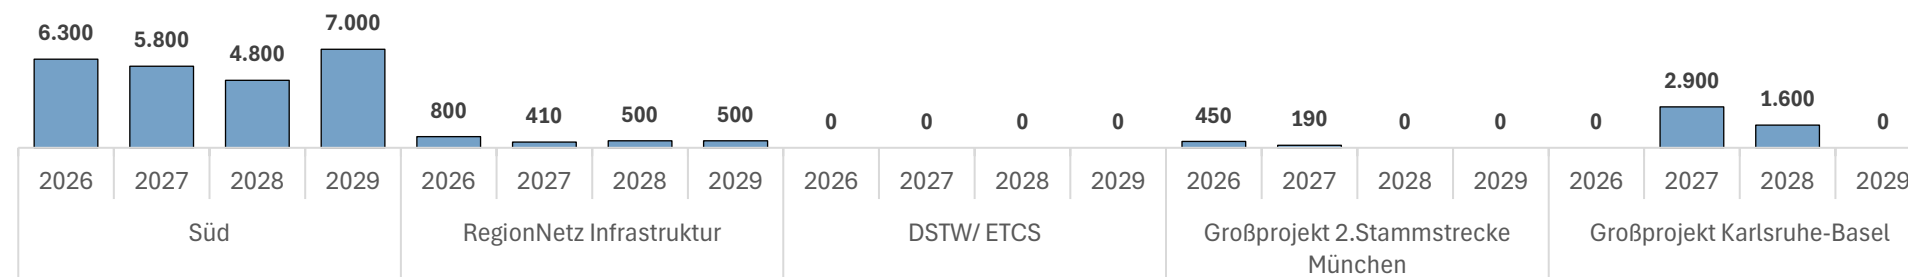 6.300 5.800 4.800 7.000 800 410 500 500 0 0 0 0 450 190 0 0 0 2.900 1.600 0
2026 2027 2028 2029 2026 2027 2028 2029 2026 2027 2028 2029 2026 2027 2028 2029 2026 2027 2028 2029
Süd RegionNetz Infrastruktur DSTW/ ETCS Großprojekt 2.Stammstrecke Großprojekt Karlsruhe-Basel
München